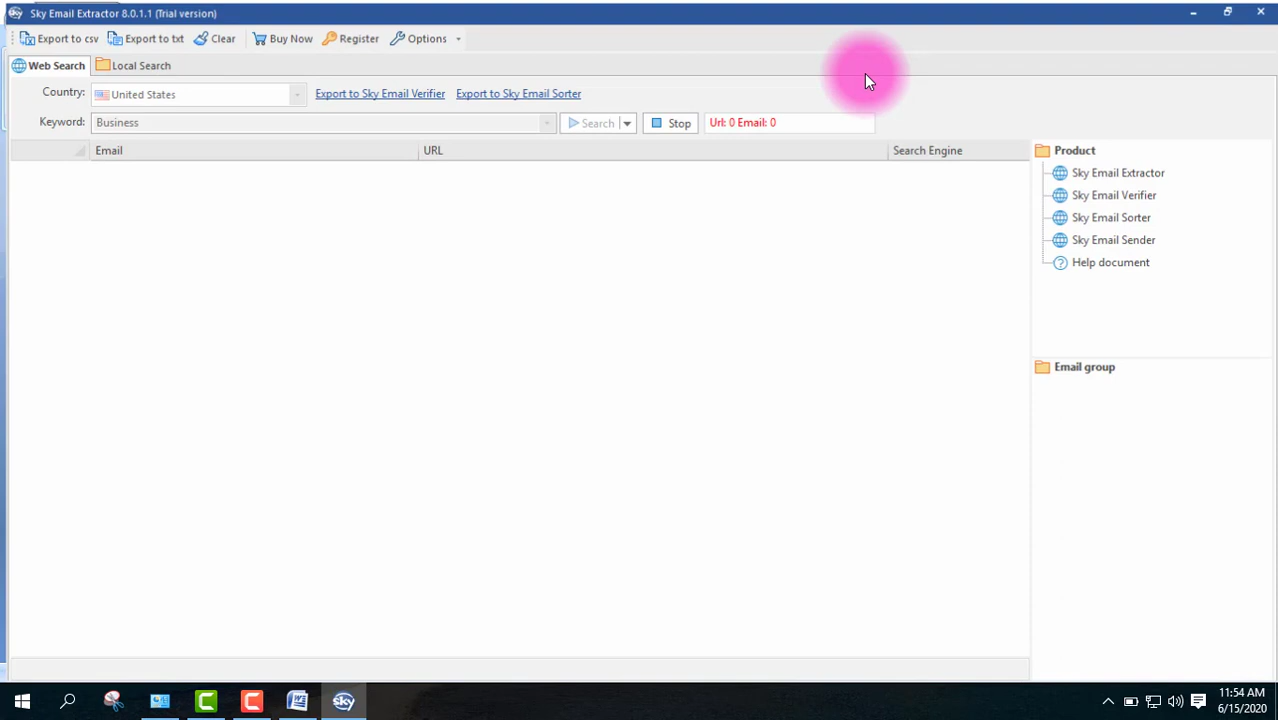 Sky Email Extractor 8.0.1.1 (Trial version)
Export to csv Export to txt Clear Buy Now Register Options
Web Search Local Search
Country: United States Export to Sky Email Verifier Export to Sky Email Sorter
Keyword: Business Search Stop Url: 0 Email: 0
Email URL Search Engine
Product
Sky Email Extractor
Sky Email Verifier
Sky Email Sorter
Sky Email Sender
Help document
Email group
sky
11:54 AM
6/15/2020